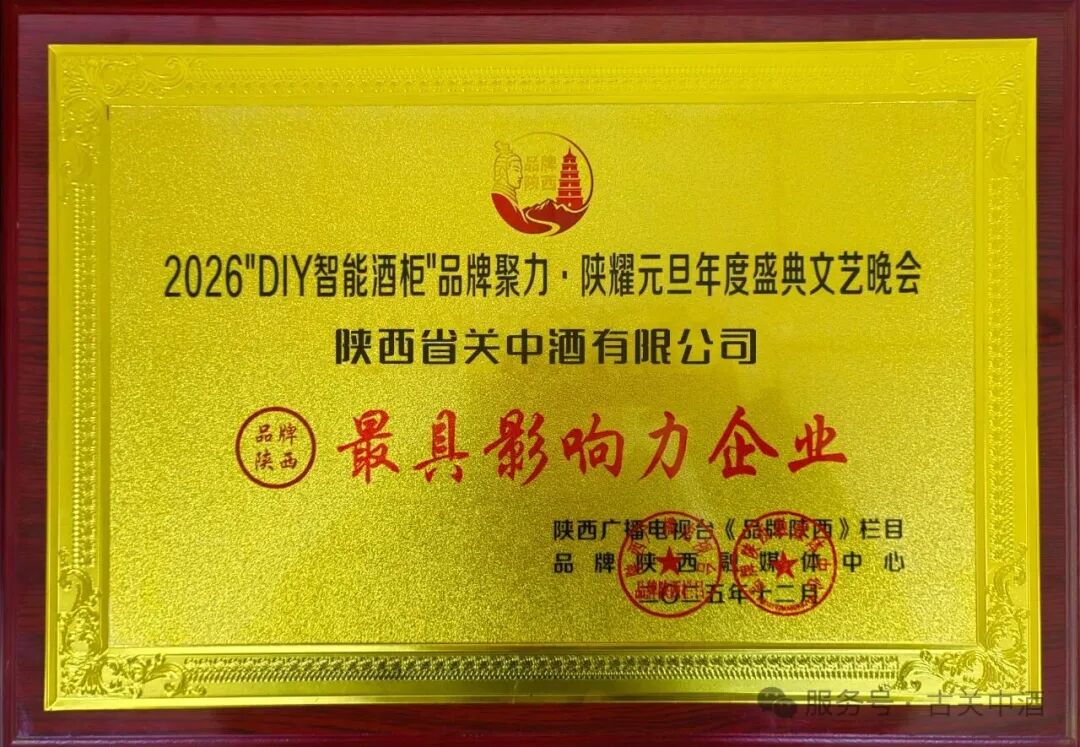 品牌
陕西
2026"DIY智能酒柜"品牌聚力·陕耀元旦年度盛典文艺晚会
陕西省关中酒有限公司
品牌
陕西
最具影响力企业
陕西广播电视台《品牌陕西》栏目
品牌陕西融媒体中心
二〇二五年十二月
服务号·古关中酒